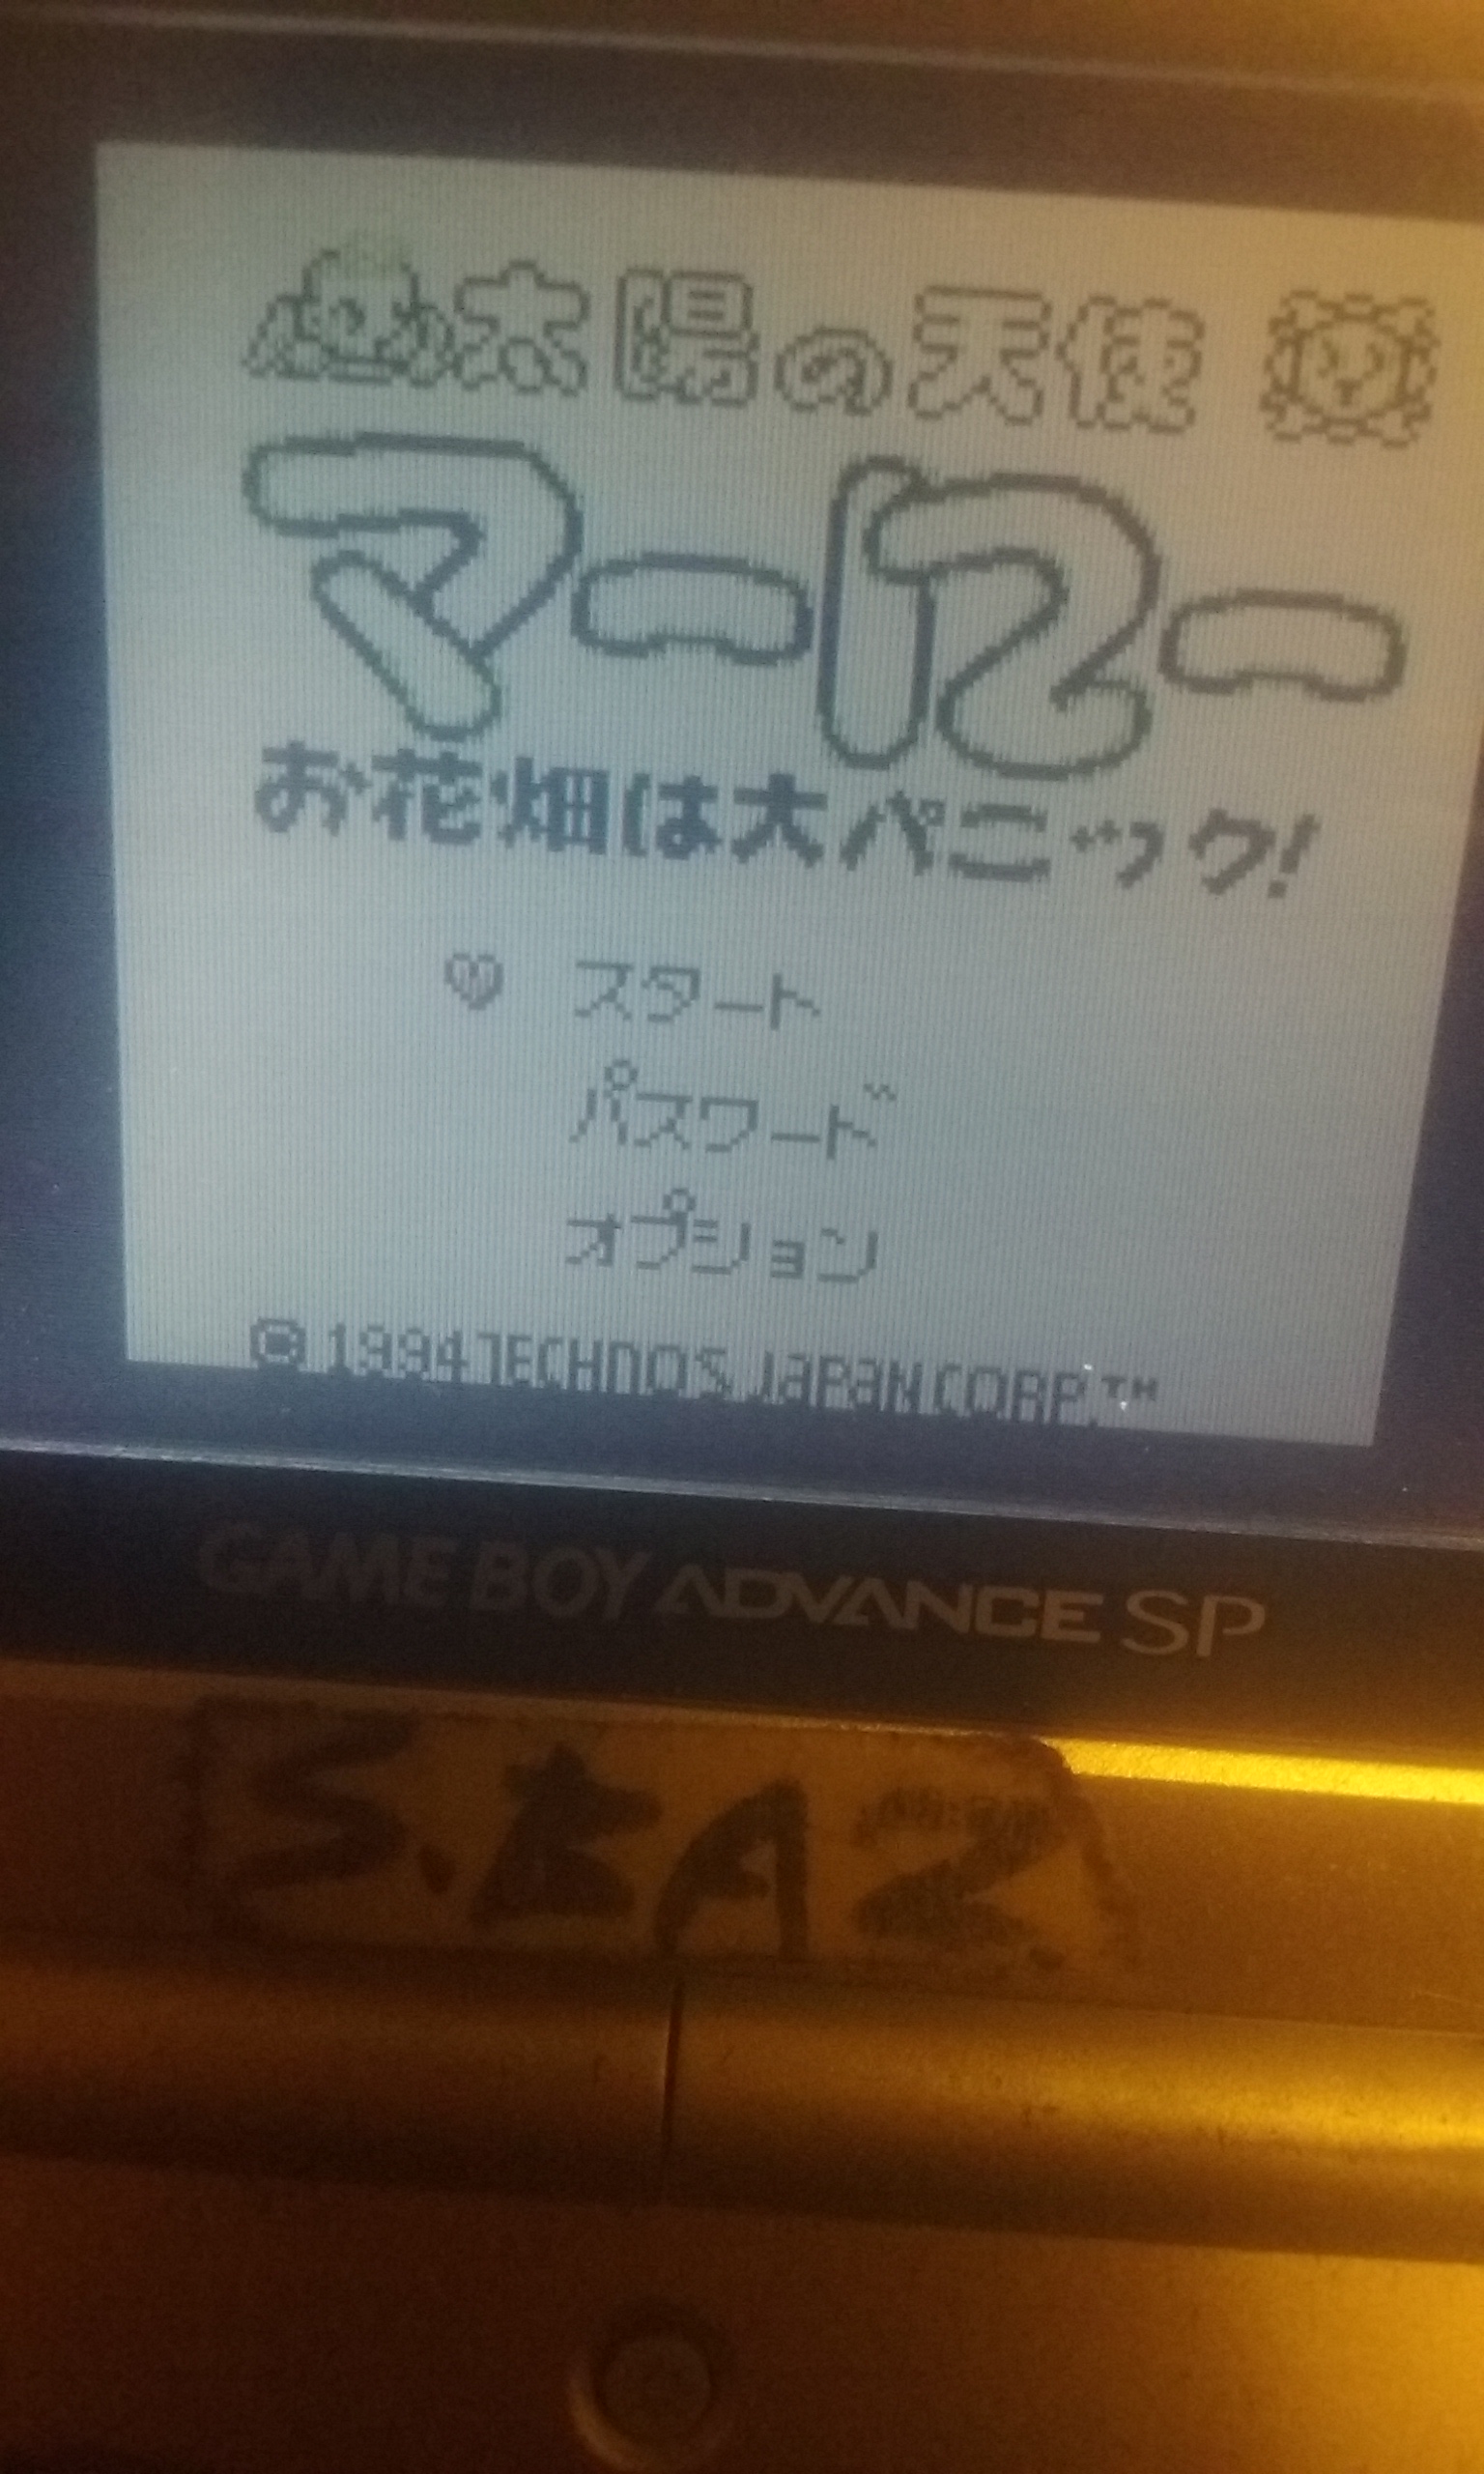 太陽の天使
マーロー
お花畑は大パニック!
スタート
パスワード
オプション
©1994 TECHNOS JAPAN CORP.™
GAME BOY ADVANCE SP